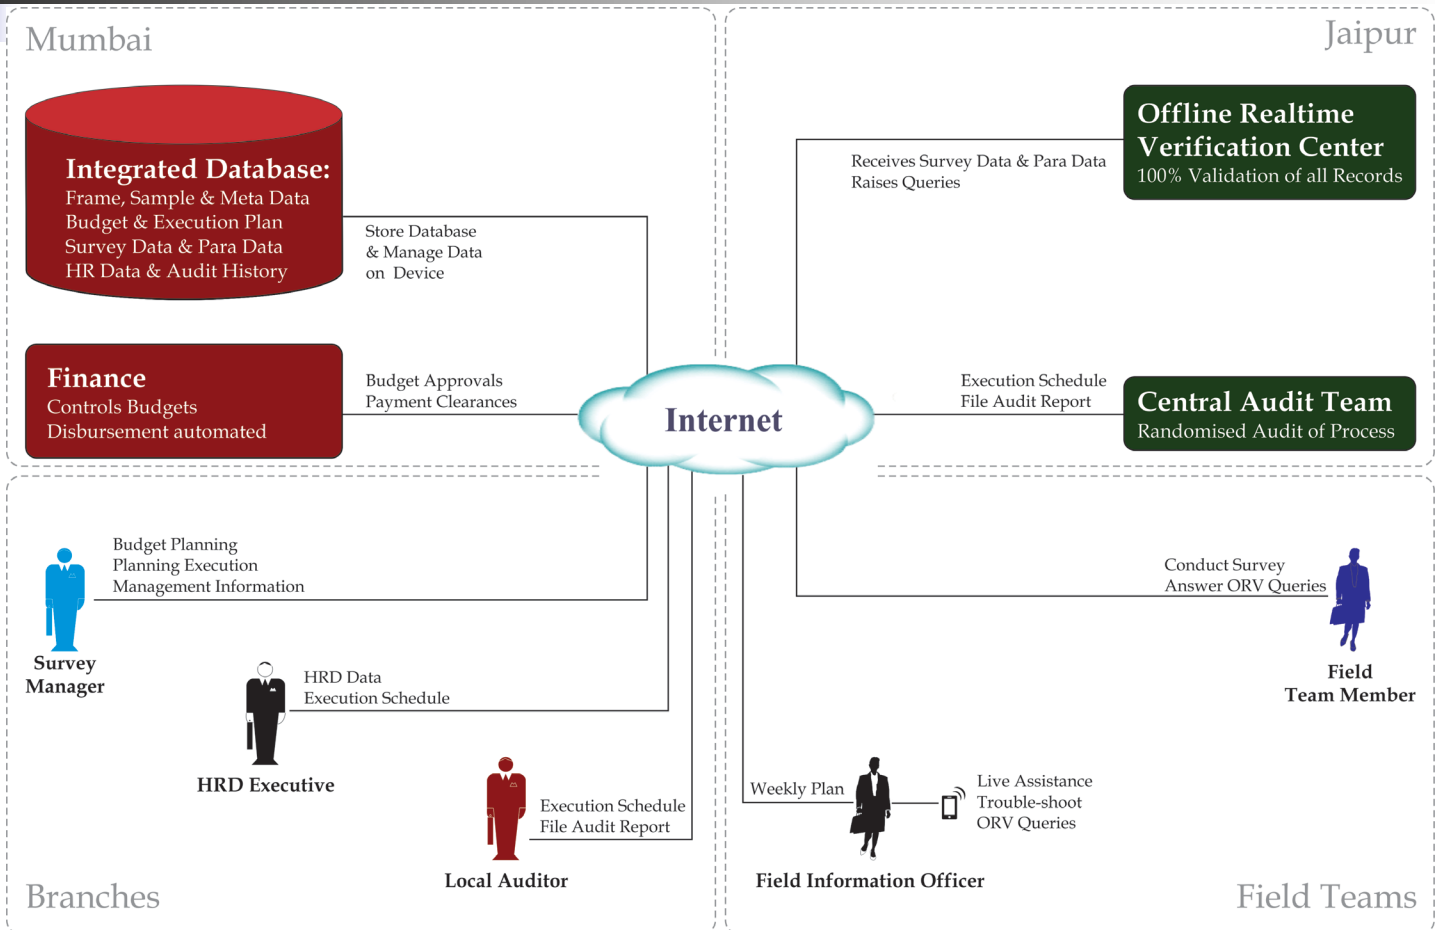 Mumbai
Integrated Database:
Frame, Sample & Meta Data
Budget & Execution Plan
Survey Data & Para Data
HR Data & Audit History
Store Database
& Manage Data
on Device
Finance
Controls Budgets
Disbursement automated
Budget Approvals
Payment Clearances
Jaipur
Offline Realtime
Verification Center
100% Validation of all Records
Receives Survey Data & Para Data
Raises Queries
Execution Schedule
File Audit Report
Central Audit Team
Randomised Audit of Process
Internet
Budget Planning
Planning Execution
Management Information
Survey
Manager
HRD Data
Execution Schedule
HRD Executive
Execution Schedule
File Audit Report
Local Auditor
Branches
Conduct Survey
Answer ORV Queries
Field
Team Member
Weekly Plan
Live Assistance
Trouble-shoot
ORV Queries
Field Information Officer
Field Teams